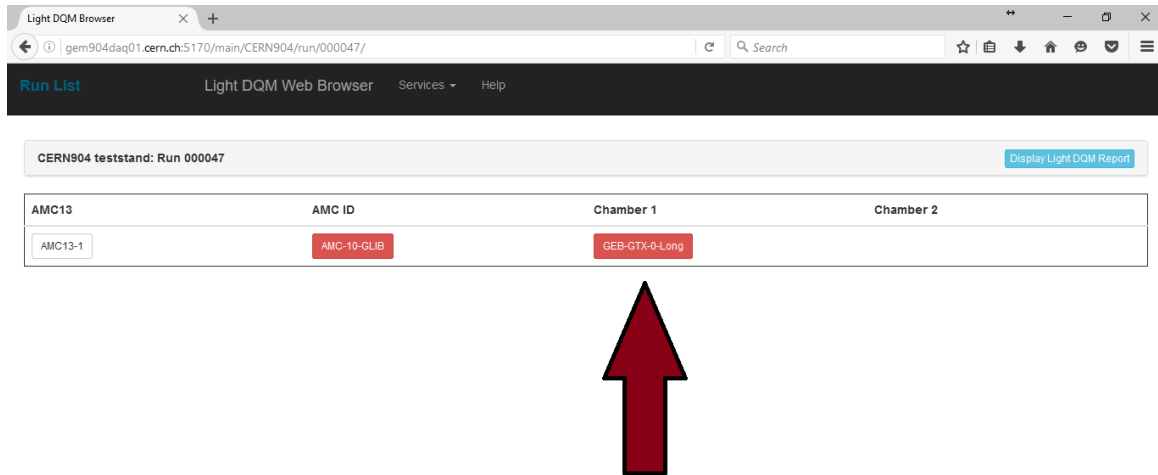 Light DQM Browser
gem904daq01.cern.ch:5170/main/CERN904/run/000047/
Search
Run List Light DQM Web Browser Services Help
CERN904 teststand: Run 000047 Display Light DQM Report
AMC13 AMC ID Chamber 1 Chamber 2
AMC13-1 AMC-10-GLIB GEB-GTX-0-Long